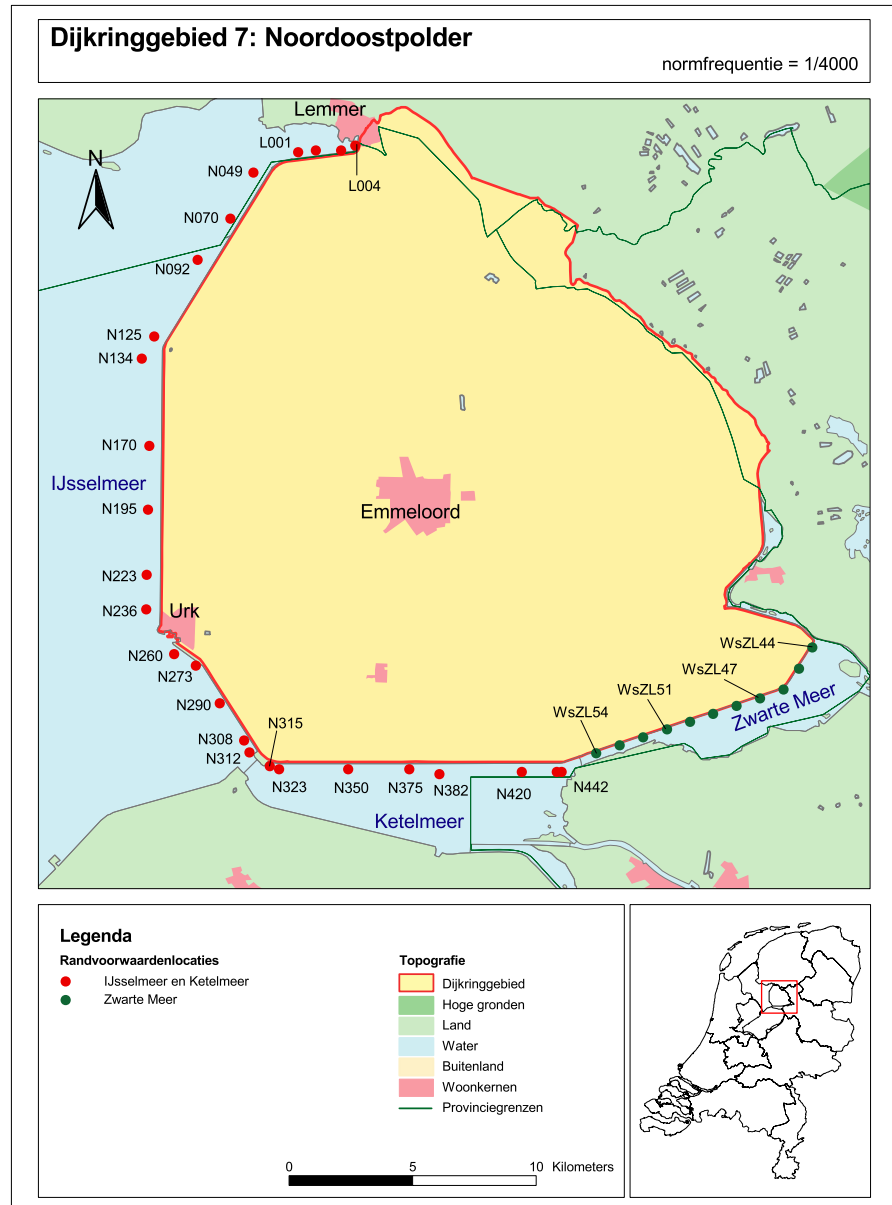 Dijkringgebied 7: Noordoostpolder
normfrequentie = 1/4000
Lemmer
L001
N049
L004
N
N070
N092
N125
N134
N170
IJsselmeer
N195
Emmeloord
N223
N236
Urk
N260
N273
WsZL44
WsZL47
WsZL51
WsZL54
Zwarte Meer
N290
N315
N308
N312
N323
N350
N375
N382
N420
N442
Ketelmeer
Legenda
Randvoorwaardenlocaties
IJsselmeer en Ketelmeer
Zwarte Meer
Topografie
Dijkringgebied
Hoge gronden
Land
Water
Buitenland
Woonkernen
Provinciegrenzen
0 5 10 Kilometers